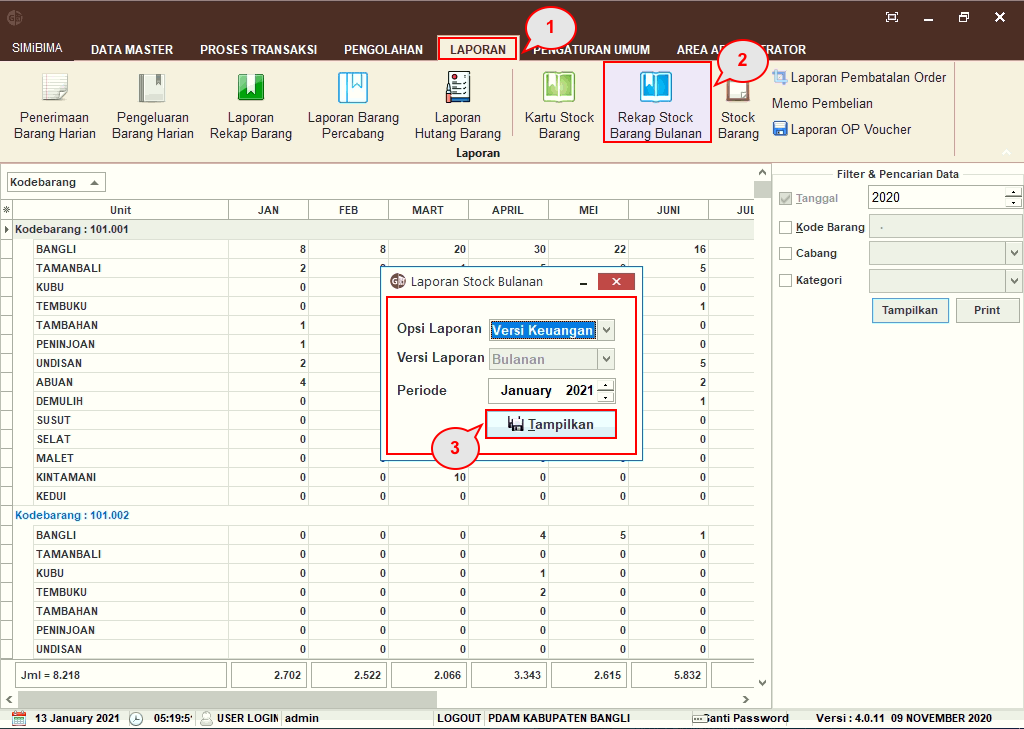 1
SIMiBIMA DATA MASTER PROSES TRANSAKSI PENGOLAHAN LAPORAN PENGATURAN UMUM AREA
2
Penerimaan Barang Harian
Pengeluaran Barang Harian
Laporan Rekap Barang
Laporan Barang Percabang
Laporan Hutang Barang
Kartu Stock Barang
Rekap Stock Barang Bulanan
Stock Barang
Laporan Pembatalan Order
Memo Pembelian
Laporan OP Voucher
Laporan
Kodebarang
Filter & Pencarian Data
Tanggal 2020
Kode Barang .
Cabang
Kategori
Tampilkan Print
Unit JAN FEB MART APRIL MEI JUNI JUL
Kodebarang : 101.001
BANGLI 8 8 20 30 22 16
TAMANBALI 2 5
KUBU 0 0
TEMBUKU 0 1
TAMBAHAN 1 0
PENINJOAN 1 0
UNDISAN 2 5
ABUAN 4 2
DEMULIH 0 1
SUSUT 0 0
SELAT 0 0
MALET 0 0
KINTAMANI 0 0 10 0 0 0
KEDUI 0 0 0 0 0 0
Kodebarang : 101.002
BANGLI 0 0 0 4 5 1
TAMANBALI 0 0 0 0 0 0
KUBU 0 0 0 1 0 0
TEMBUKU 0 0 0 2 0 0
TAMBAHAN 0 0 0 0 0 0
PENINJOAN 0 0 0 0 0 0
UNDISAN 0 0 0 0 0 0
Jml = 8.218 2.702 2.522 2.066 3.343 2.615 5.832
Laporan Stock Bulanan
Opsi Laporan Versi Keuangan
Versi Laporan Bulanan
Periode January 2021
Tampilkan
3
13 January 2021 05:19:5 USER LOGIN admin LOGOUT PDAM KABUPATEN BANGLI Ganti Password Versi : 4.0.11 09 NOVEMBER 2020